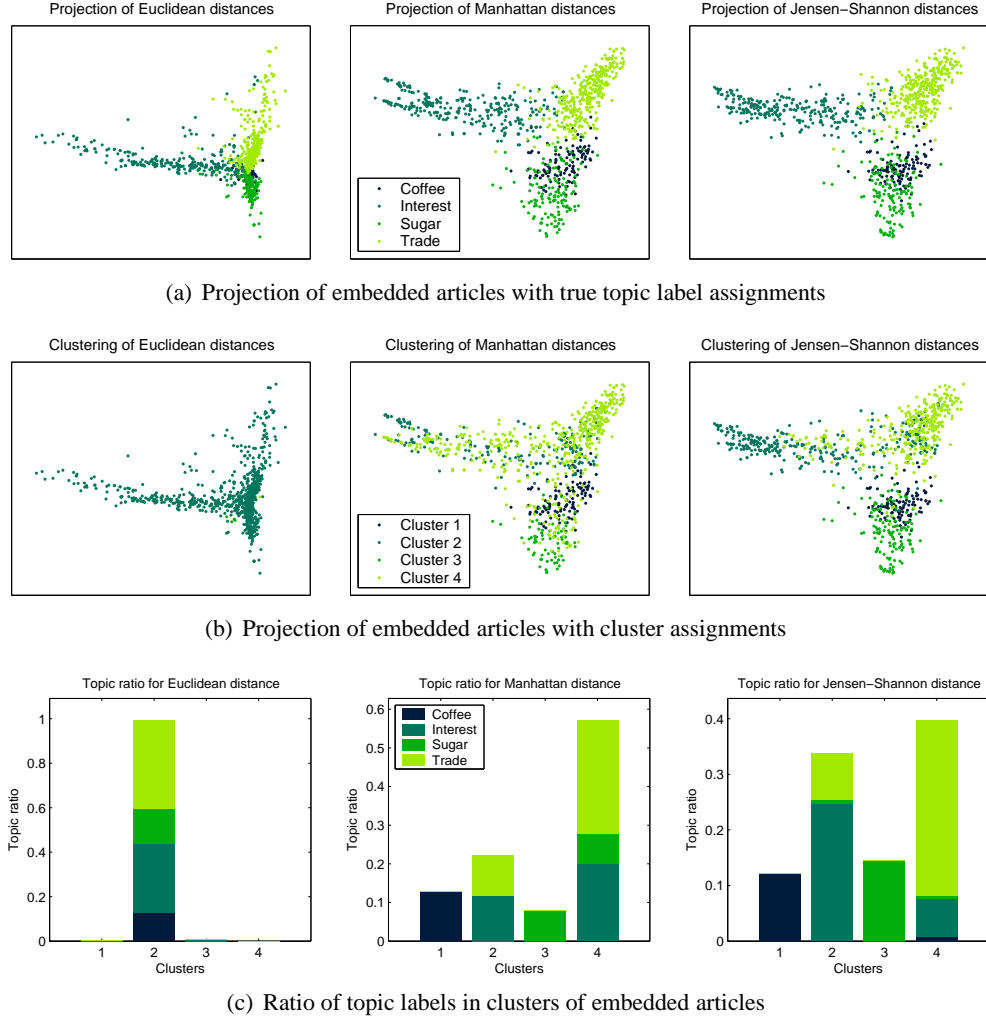 Projection of Euclidean distances
Projection of Manhattan distances
Projection of Jensen−Shannon distances
Coffee
Interest
Sugar
Trade
(a) Projection of embedded articles with true topic label assignments
Clustering of Euclidean distances
Clustering of Manhattan distances
Clustering of Jensen−Shannon distances
Cluster 1
Cluster 2
Cluster 3
Cluster 4
(b) Projection of embedded articles with cluster assignments
Topic ratio for Euclidean distance
1
0.8
0.6
0.4
0.2
0
Topic ratio
1 2 3 4
Clusters
Topic ratio for Manhattan distance
0.6
0.5
0.4
0.3
0.2
0.1
0
Topic ratio
Coffee
Interest
Sugar
Trade
1 2 3 4
Clusters
Topic ratio for Jensen−Shannon distance
0.4
0.3
0.2
0.1
0
Topic ratio
1 2 3 4
Clusters
(c) Ratio of topic labels in clusters of embedded articles